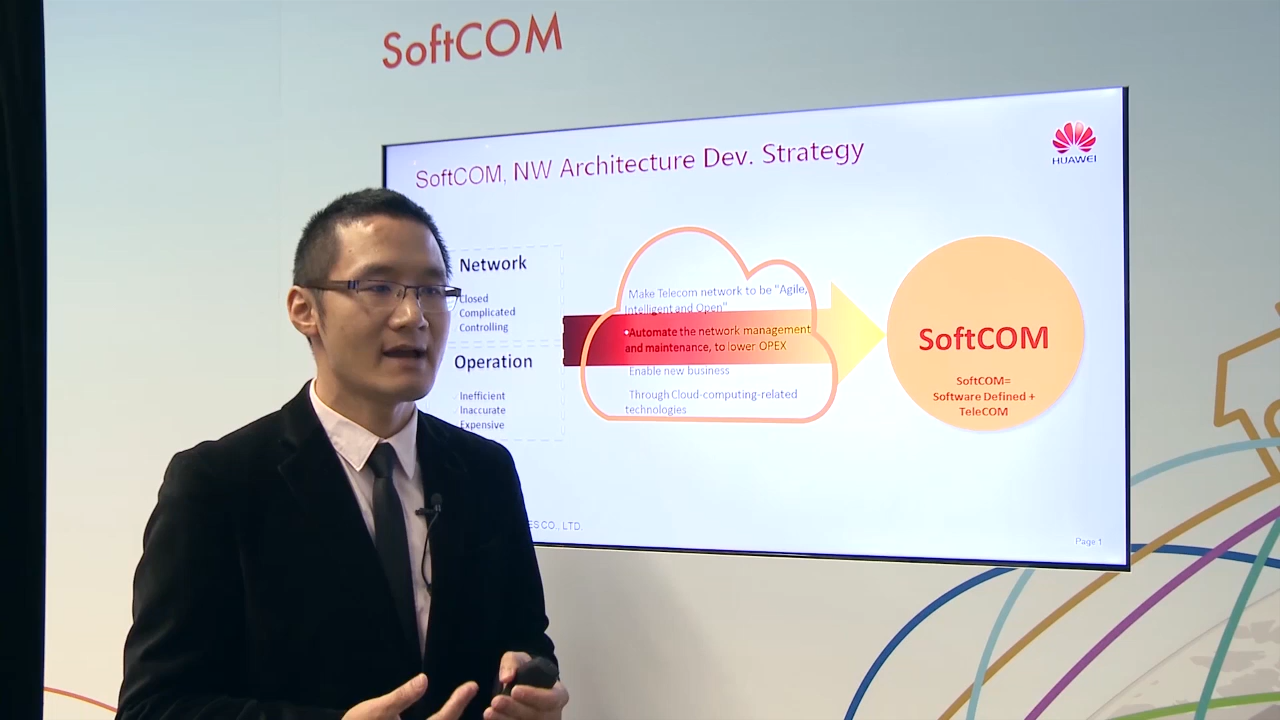 SoftCOM
SoftCOM, NW Architecture Dev. Strategy
HUAWEI
Network
Closed
Complicated
Controlling
Operation
Inefficient
Inaccurate
Expensive
Make Telecom network to be "Agile,
Intelligent and Open"
•Automate the network management
and maintenance, to lower OPEX
Enable new business
Through Cloud-computing-related
technologies
SoftCOM
SoftCOM=
Software Defined +
TeleCOM
ES CO., LTD.
Page 1